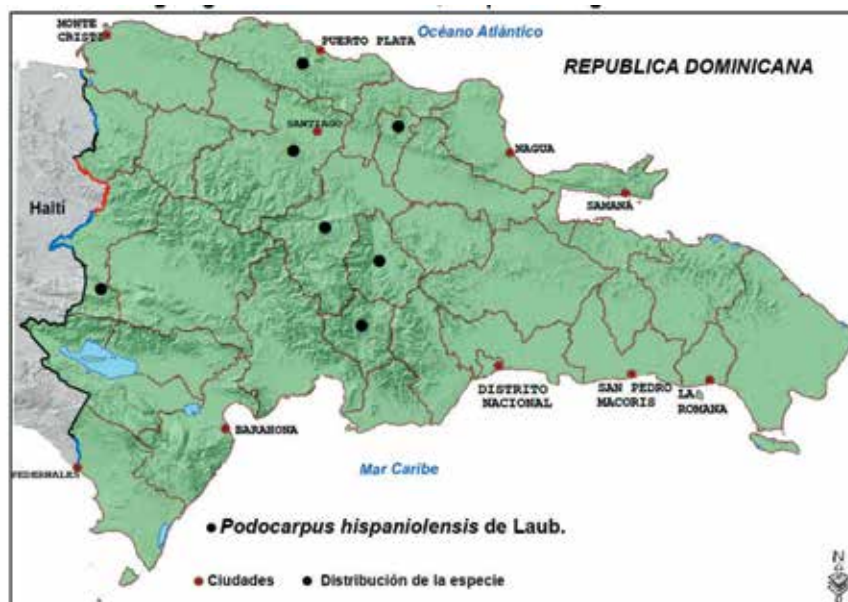 MONTE
CRISTI
PUERTO PLATA
Océano Atlántico
REPUBLICA DOMINICANA
SANTIAGO
NAGUA
SAMANÁ
Haití
DISTRITO
NACIONAL
SAN PEDRO
MACORIS
LA
ROMANA
BARAHONA
Mar Caribe
PEDERNALES
Podocarpus hispaniolensis de Laub.
Ciudades
Distribución de la especie